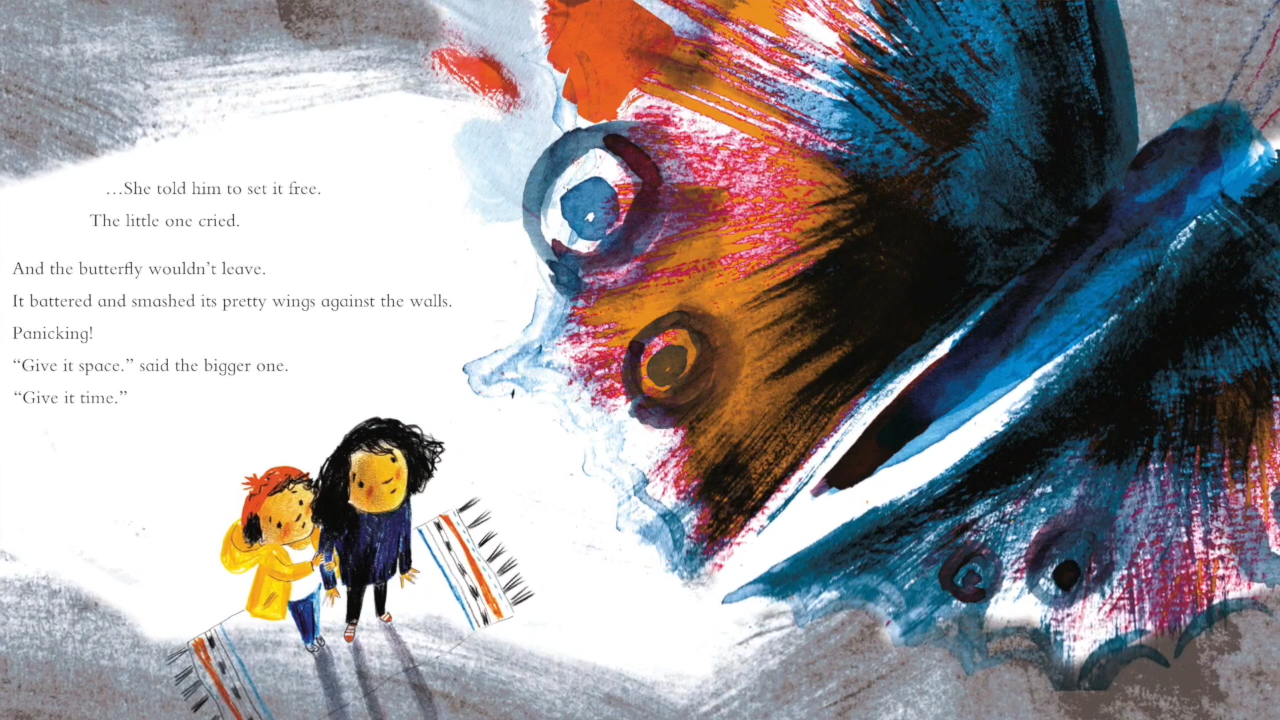 …She told him to set it free.
The little one cried.
And the butterfly wouldn’t leave.
It battered and smashed its pretty wings against the walls.
Panicking!
“Give it space.” said the bigger one.
“Give it time.”